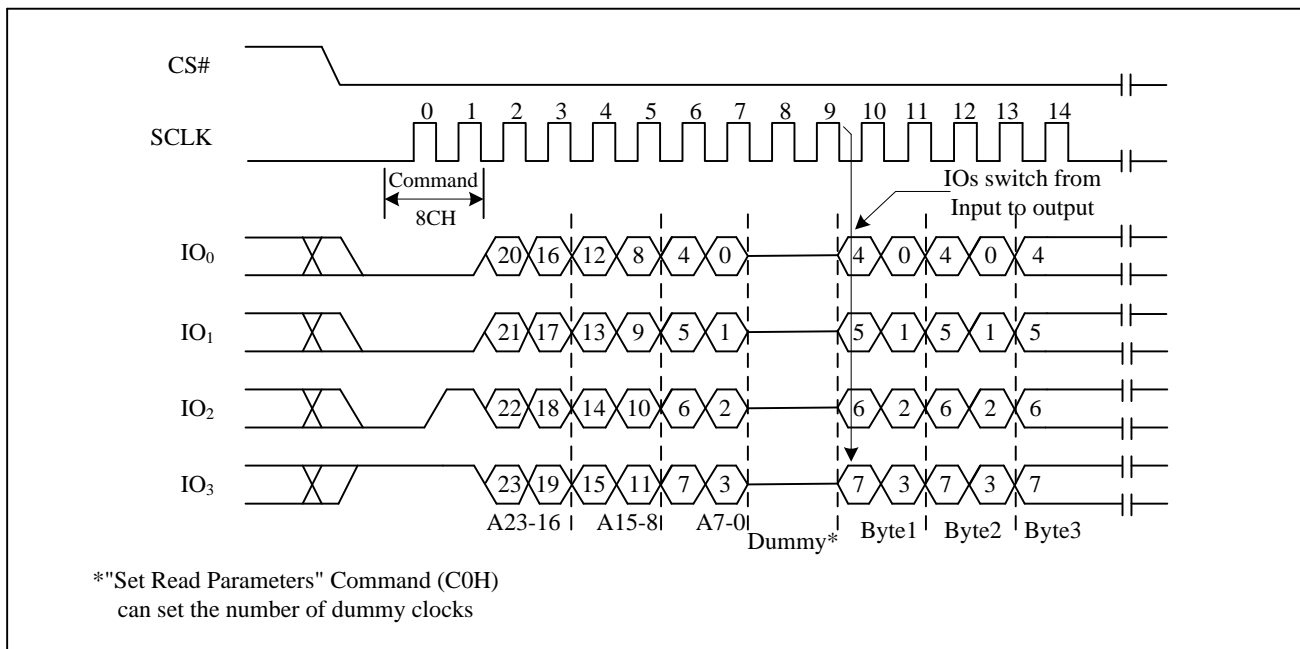 CS#
SCLK
0 1 2 3 4 5 6 7 8 9 10 11 12 13 14
Command
8CH
IOs switch from
Input to output
IO0 20 16 12 8 4 0 4 0 4 0 4
IO1 21 17 13 9 5 1 5 1 5 1 5
IO2 22 18 14 10 6 2 6 2 6 2 6
IO3 23 19 15 11 7 3 7 3 7 3 7
A23-16 A15-8 A7-0 Dummy* Byte1 Byte2 Byte3
*"Set Read Parameters" Command (C0H)
can set the number of dummy clocks